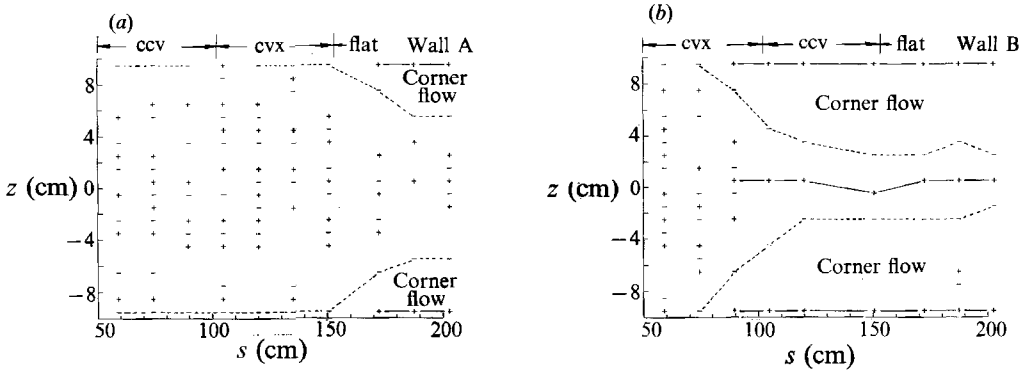 (a)
ccv cvx flat Wall A
8
4
0
−4
−8
z (cm)
Corner flow
Corner flow
50 100 150 200
s (cm)
(b)
cvx ccv flat Wall B
8
4
0
−4
−8
z (cm)
Corner flow
Corner flow
50 100 150 200
s (cm)